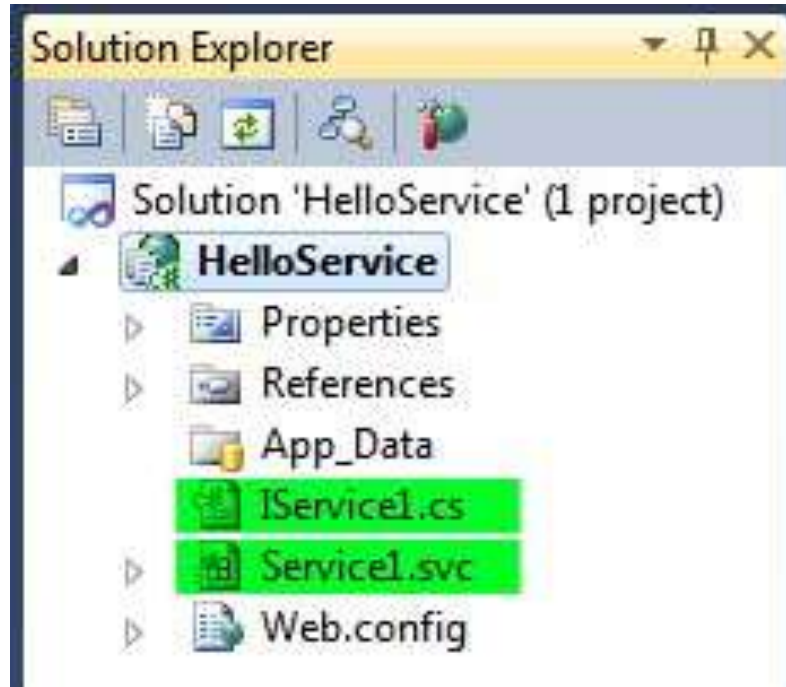 Solution Explorer
Solution 'HelloService' (1 project)
HelloService
Properties
References
App_Data
IService1.cs
Service1.svc
Web.config